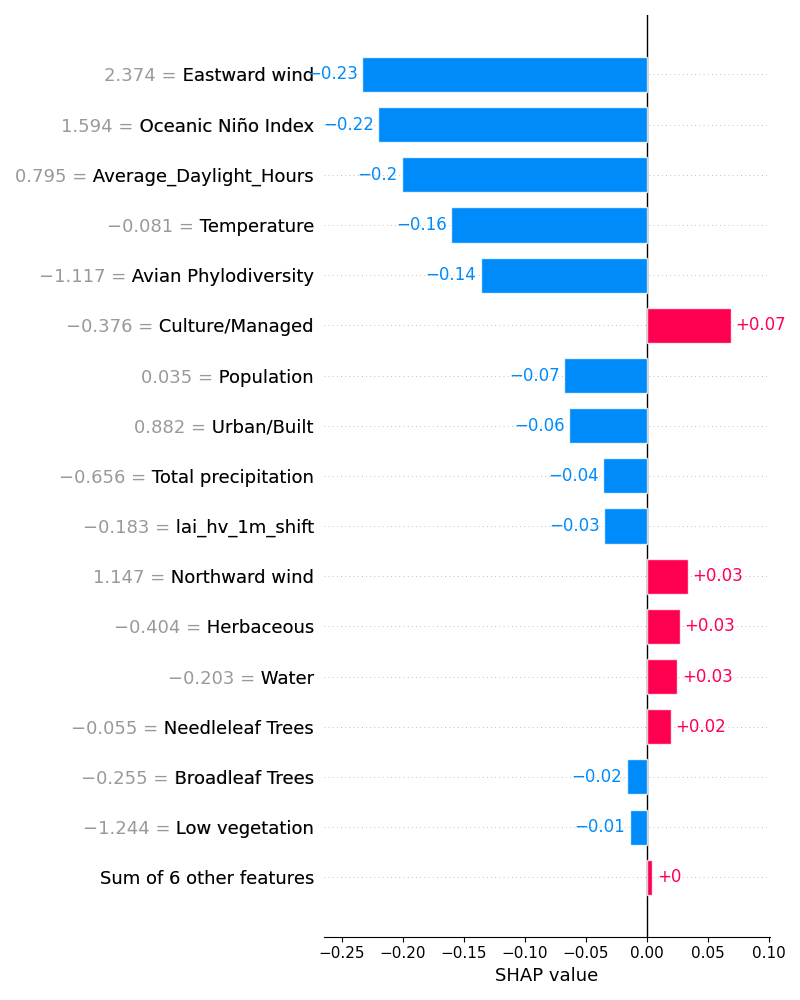 2.374 = Eastward wind −0.23
1.594 = Oceanic Niño Index −0.22
0.795 = Average_Daylight_Hours −0.2
−0.081 = Temperature −0.16
−1.117 = Avian Phylodiversity −0.14
−0.376 = Culture/Managed +0.07
0.035 = Population −0.07
0.882 = Urban/Built −0.06
−0.656 = Total precipitation −0.04
−0.183 = lai_hv_1m_shift −0.03
1.147 = Northward wind +0.03
−0.404 = Herbaceous +0.03
−0.203 = Water +0.03
−0.055 = Needleleaf Trees +0.02
−0.255 = Broadleaf Trees −0.02
−1.244 = Low vegetation −0.01
Sum of 6 other features +0
−0.25 −0.20 −0.15 −0.10 −0.05 0.00 0.05 0.10
SHAP value